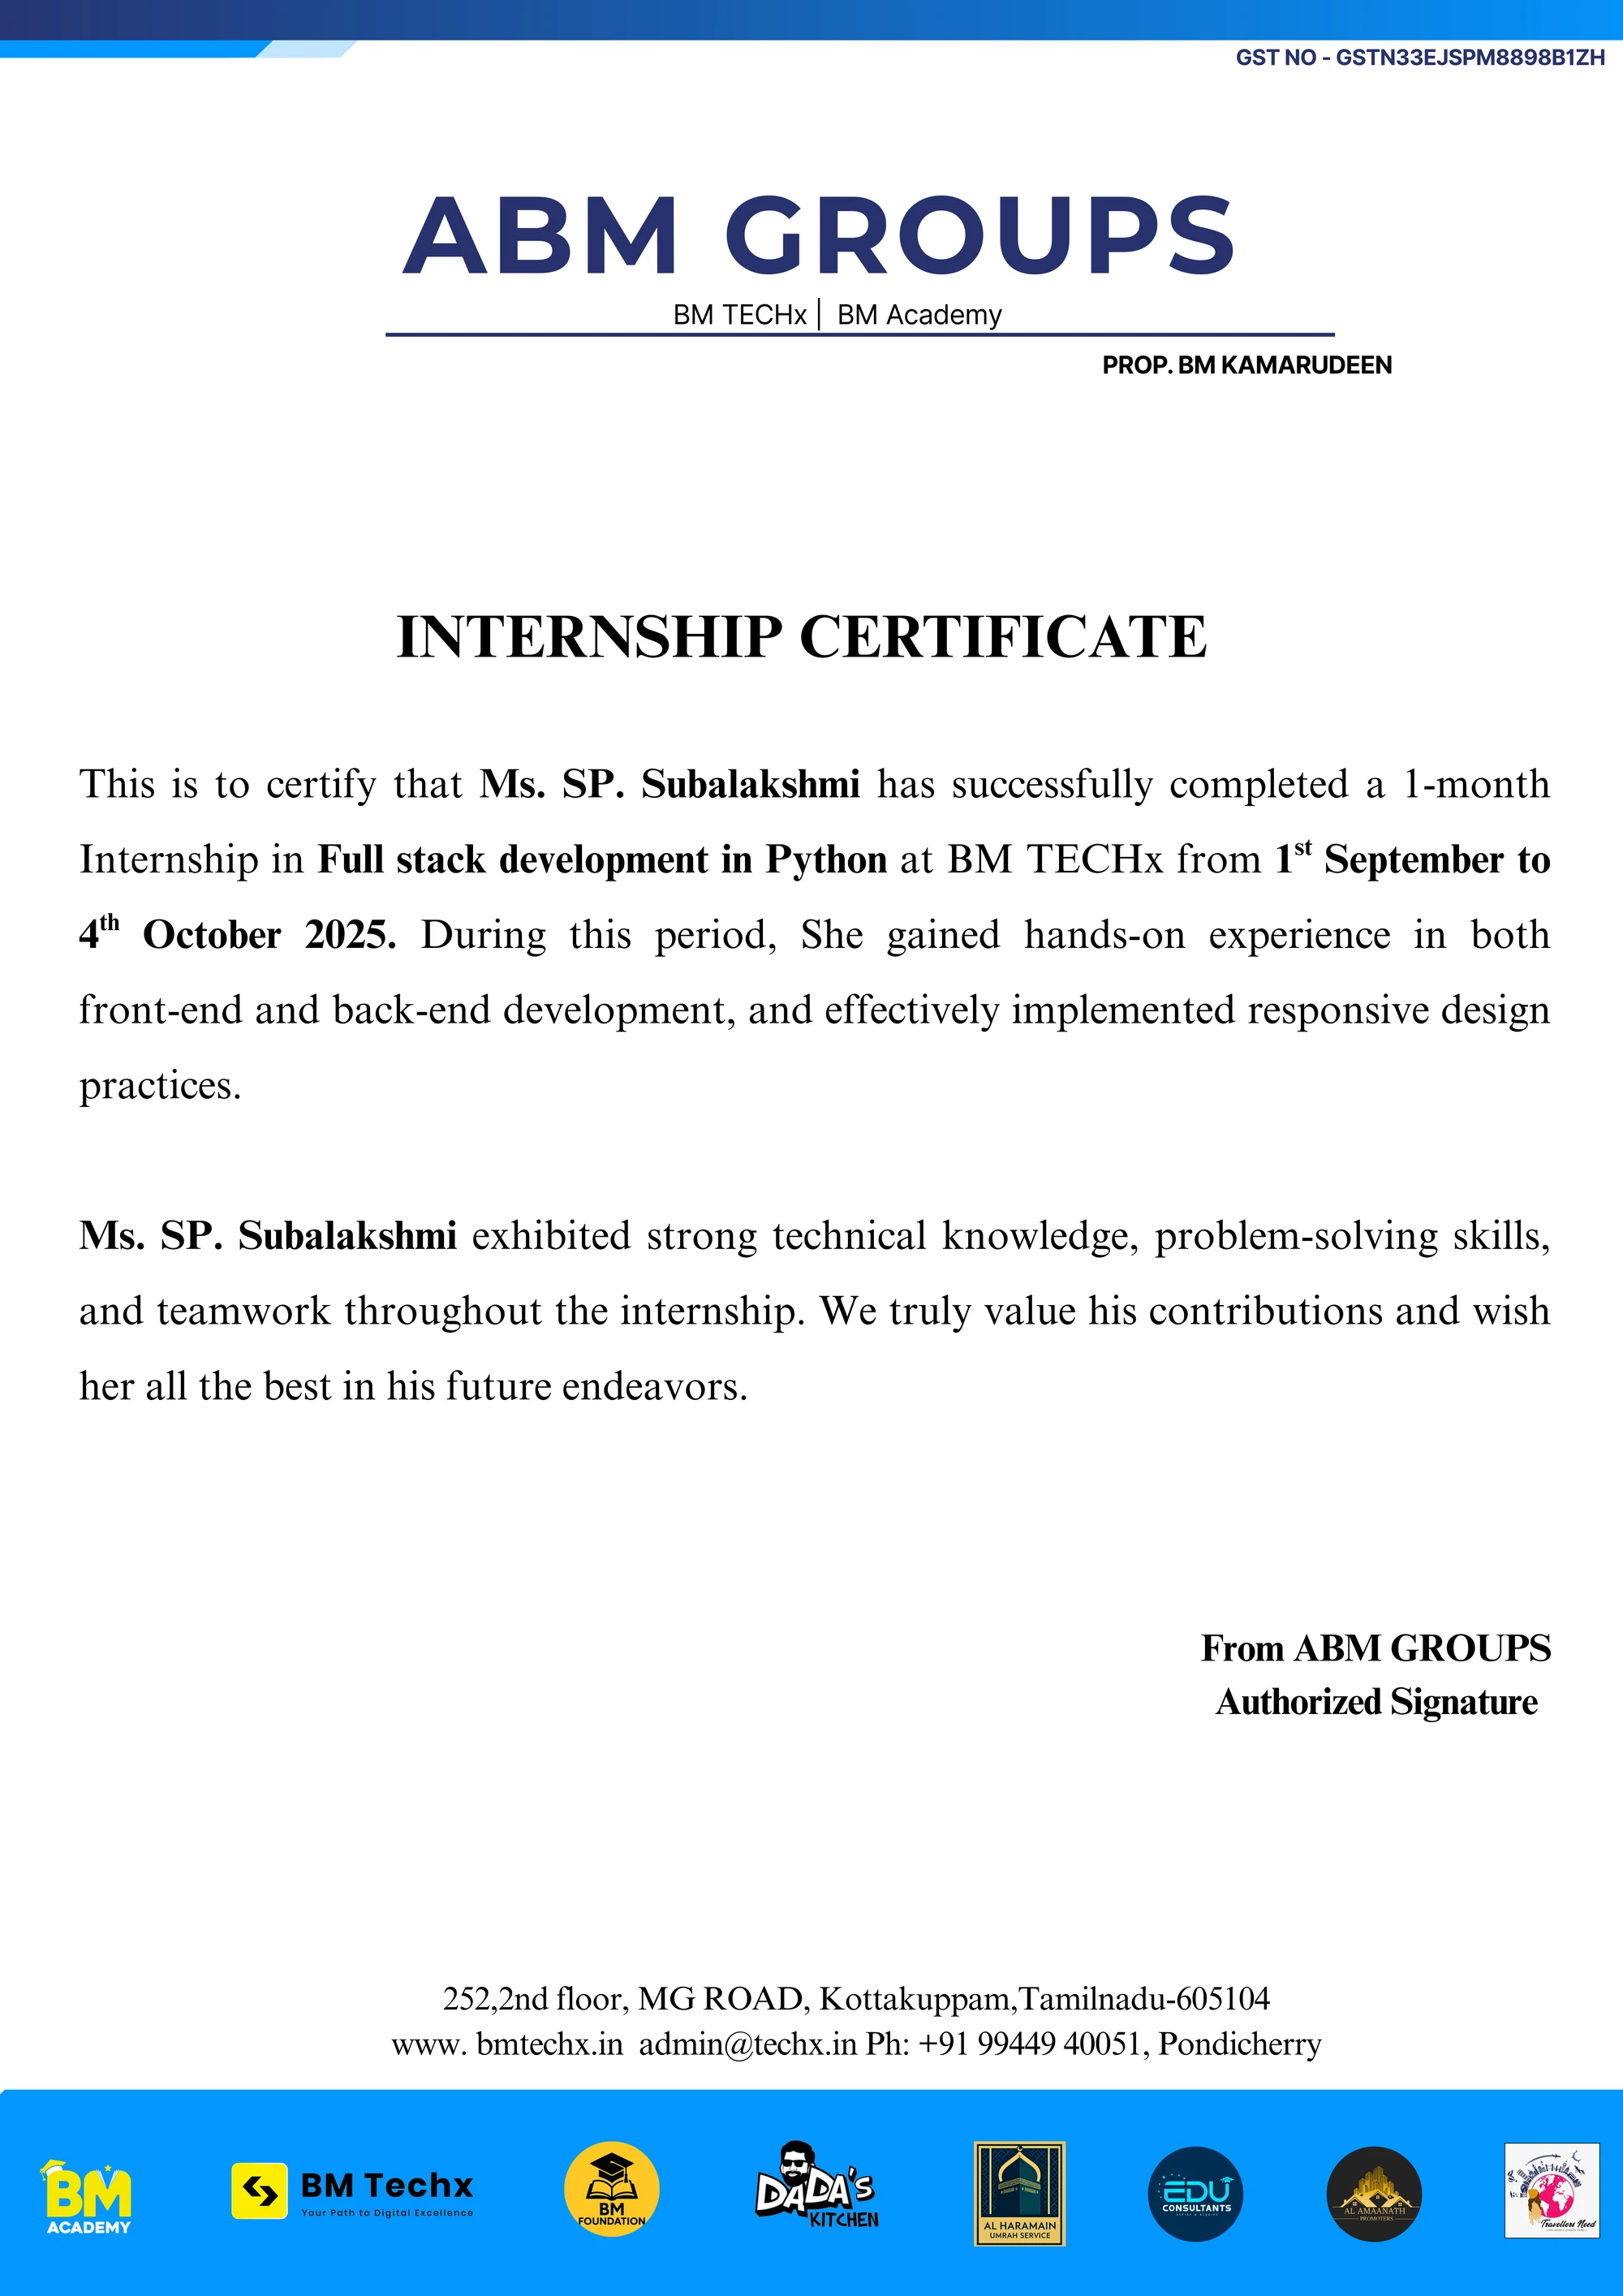 GST NO - GSTN33EJSPM8898B1ZH
ABM GROUPS
BM TECHx | BM Academy
PROP. BM KAMARUDEEN
INTERNSHIP CERTIFICATE
This is to certify that Ms. SP. Subalakshmi has successfully completed a 1-month
Internship in Full stack development in Python at BM TECHx from 1st September to
4th October 2025. During this period, She gained hands-on experience in both
front-end and back-end development, and effectively implemented responsive design
practices.
Ms. SP. Subalakshmi exhibited strong technical knowledge, problem-solving skills,
and teamwork throughout the internship. We truly value his contributions and wish
her all the best in his future endeavors.
From ABM GROUPS
Authorized Signature
252,2nd floor, MG ROAD, Kottakuppam,Tamilnadu-605104
www. bmtechx.in admin@techx.in Ph: +91 99449 40051, Pondicherry
BM
ACADEMY
BM Techx
Your Path to Digital Excellence
BM
FOUNDATION
DADA'S
KITCHEN
AL HARAMAIN
UMRAH SERVICE
EDU
CONSULTANTS
AL AMAANATH
PROMOTERS
Travellers Need